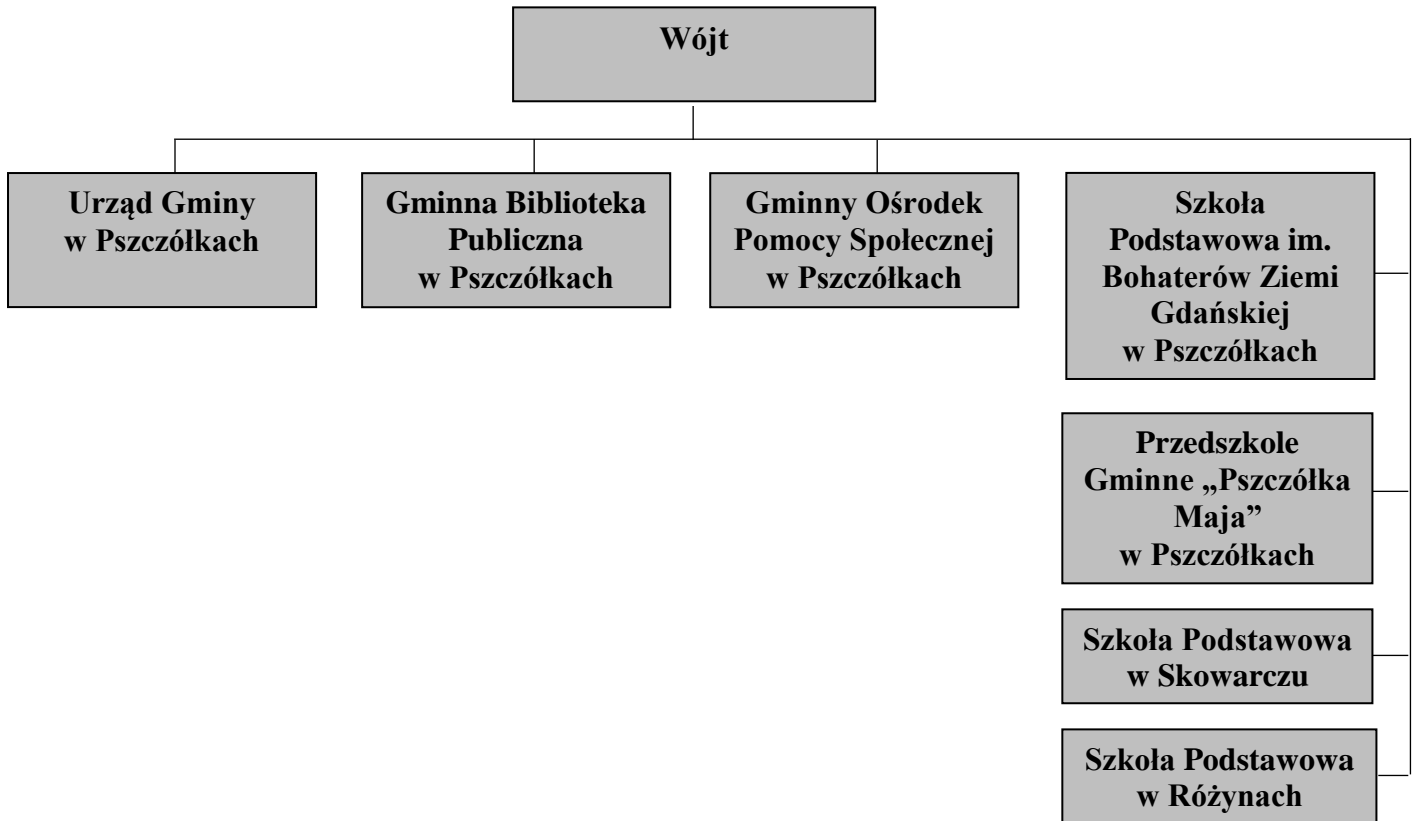 Wójt
Urząd Gminy
w Pszczółkach
Gminna Biblioteka
Publiczna
w Pszczółkach
Gminny Ośrodek
Pomocy Społecznej
w Pszczółkach
Szkoła
Podstawowa im.
Bohaterów Ziemi
Gdańskiej
w Pszczółkach
Przedszkole
Gminne „Pszczółka
Maja”
w Pszczółkach
Szkoła Podstawowa
w Skowarczu
Szkoła Podstawowa
w Różynach